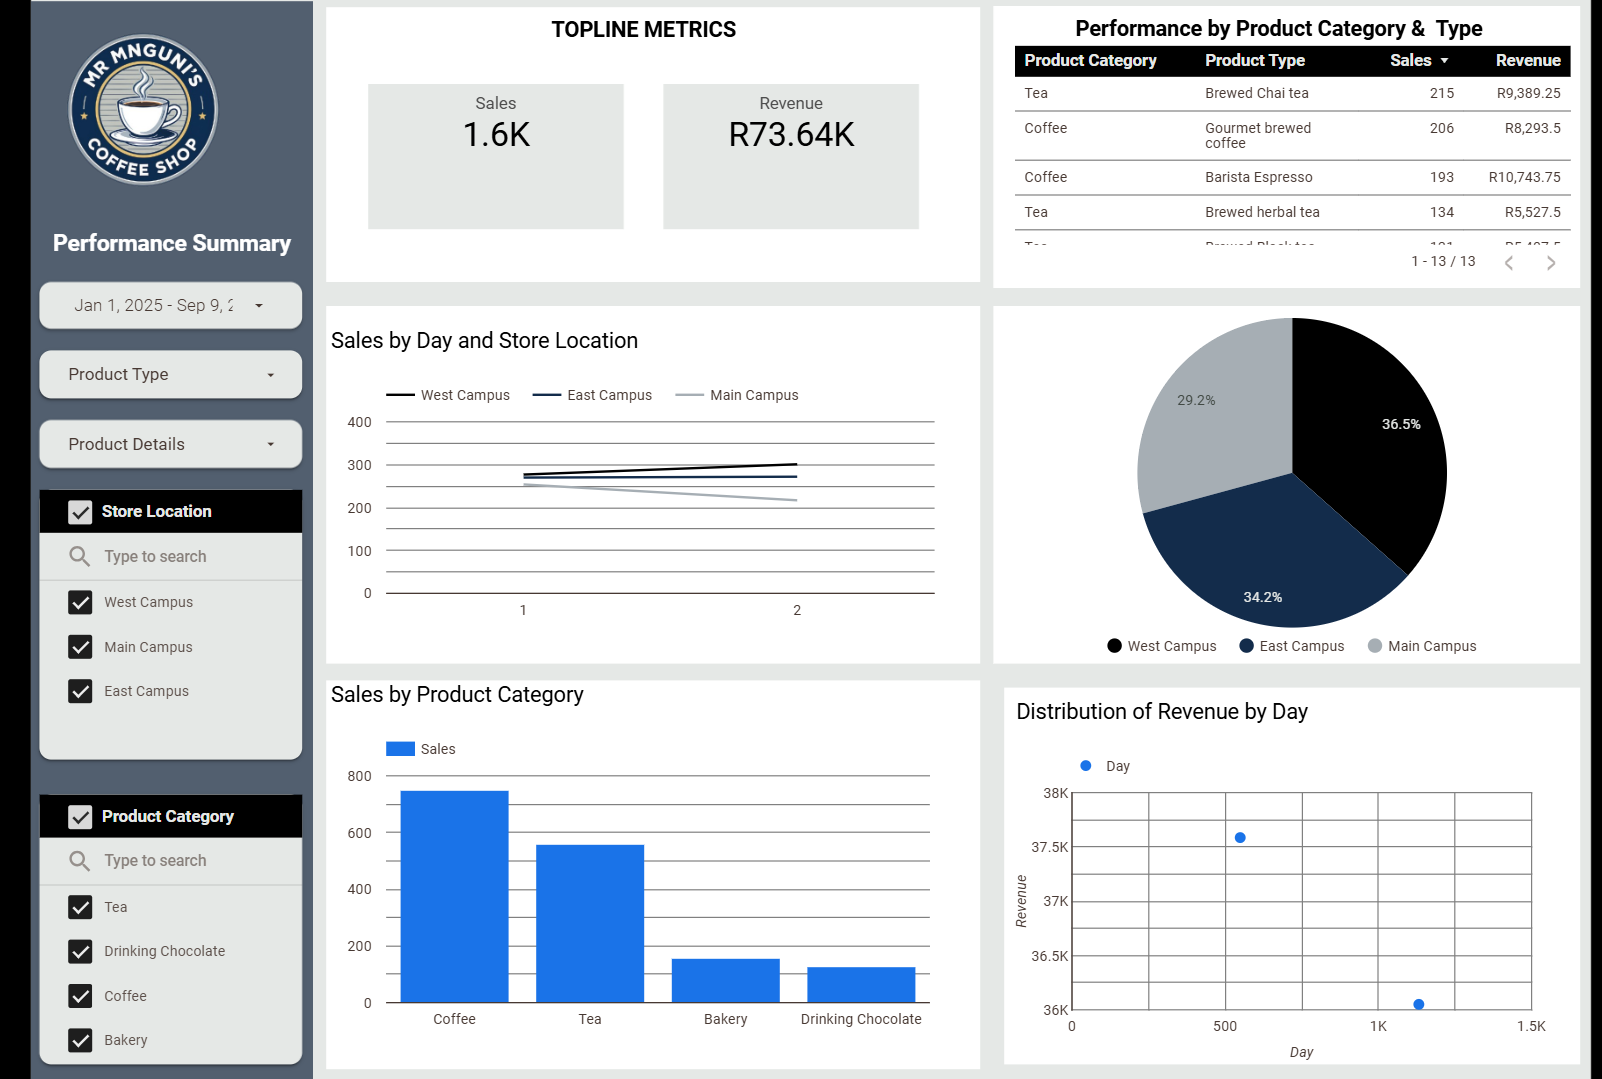 MR MNGUNI'S
COFFEE SHOP
Performance Summary
Jan 1, 2025 - Sep 9, 2
Product Type
Product Details
Store Location
Type to search
West Campus
Main Campus
East Campus
Product Category
Type to search
Tea
Drinking Chocolate
Coffee
Bakery
TOPLINE METRICS
Sales
1.6K
Revenue
R73.64K
Performance by Product Category & Type
Product Category Product Type Sales Revenue
Tea Brewed Chai tea 215 R9,389.25
Coffee Gourmet brewed coffee 206 R8,293.5
Coffee Barista Espresso 193 R10,743.75
Tea Brewed herbal tea 134 R5,527.5
1 - 13 / 13
Sales by Day and Store Location
West Campus East Campus Main Campus
400
300
200
100
0
1 2
36.5%
34.2%
29.2%
West Campus East Campus Main Campus
Sales by Product Category
Sales
800
600
400
200
0
Coffee Tea Bakery Drinking Chocolate
Distribution of Revenue by Day
Day
Revenue
38K
37.5K
37K
36.5K
36K
0 500 1K 1.5K
Day